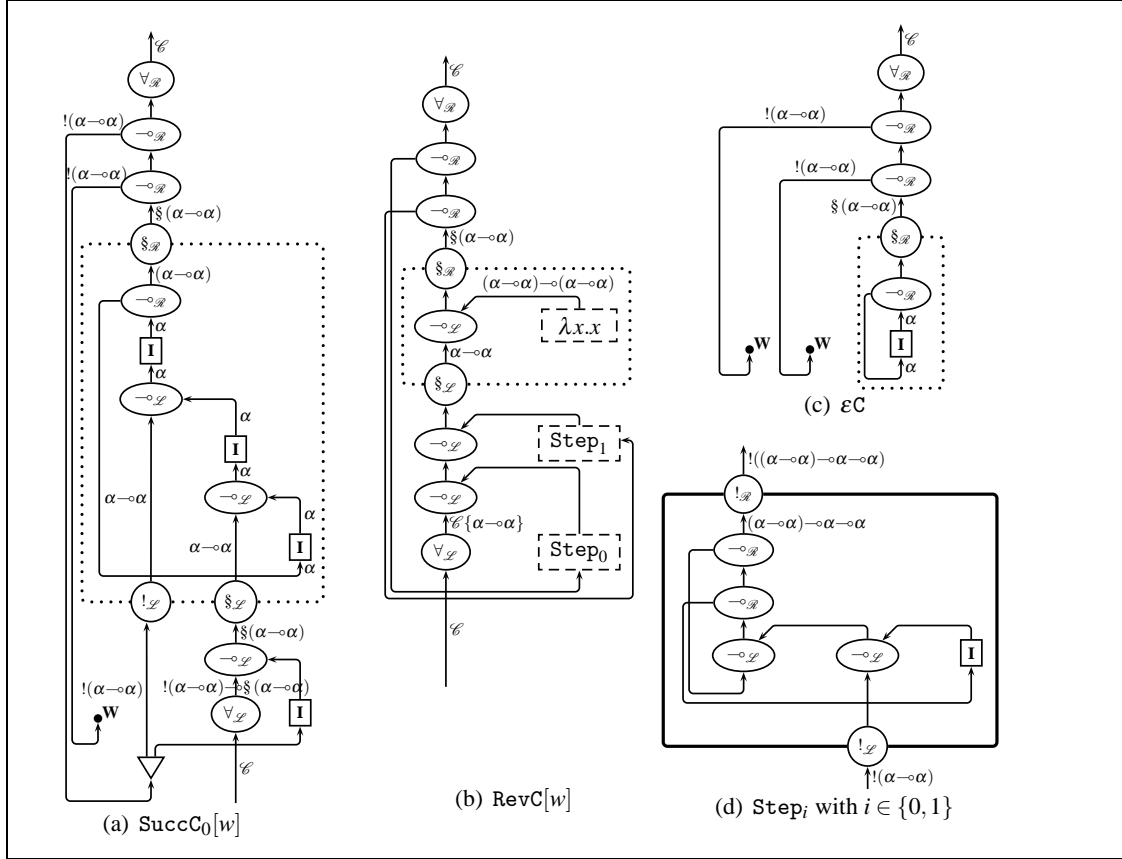 𝒞
∀ℛ
!(α⊸α)
⊸ℛ
!(α⊸α)
⊸ℛ
§(α⊸α)
§ℛ
(α⊸α)
⊸ℛ
α
I
α
⊸ℒ
α
I
α
α⊸α
⊸ℒ
α
α⊸α
I
α
!ℒ
§ℒ
§(α⊸α)
⊸ℒ
!(α⊸α)
!(α⊸α)⊸§(α⊸α)
W
∀ℒ
I
𝒞
(a) SuccC₀[w]
𝒞
∀ℛ
⊸ℛ
⊸ℛ
§(α⊸α)
§ℛ
(α⊸α)⊸(α⊸α)
⊸ℒ
λx.x
α⊸α
§ℒ
⊸ℒ
Step₁
⊸ℒ
𝒞{α⊸α}
∀ℒ
Step₀
𝒞
(b) RevC[w]
𝒞
∀ℛ
!(α⊸α)
⊸ℛ
!(α⊸α)
⊸ℛ
§(α⊸α)
§ℛ
⊸ℛ
α
W
W
I
α
(c) εC
!((α⊸α)⊸α⊸α)
!ℛ
(α⊸α)⊸α⊸α
⊸ℛ
⊸ℛ
⊸ℒ
⊸ℒ
I
!ℒ
!(α⊸α)
(d) Stepᵢ with i ∈ {0,1}